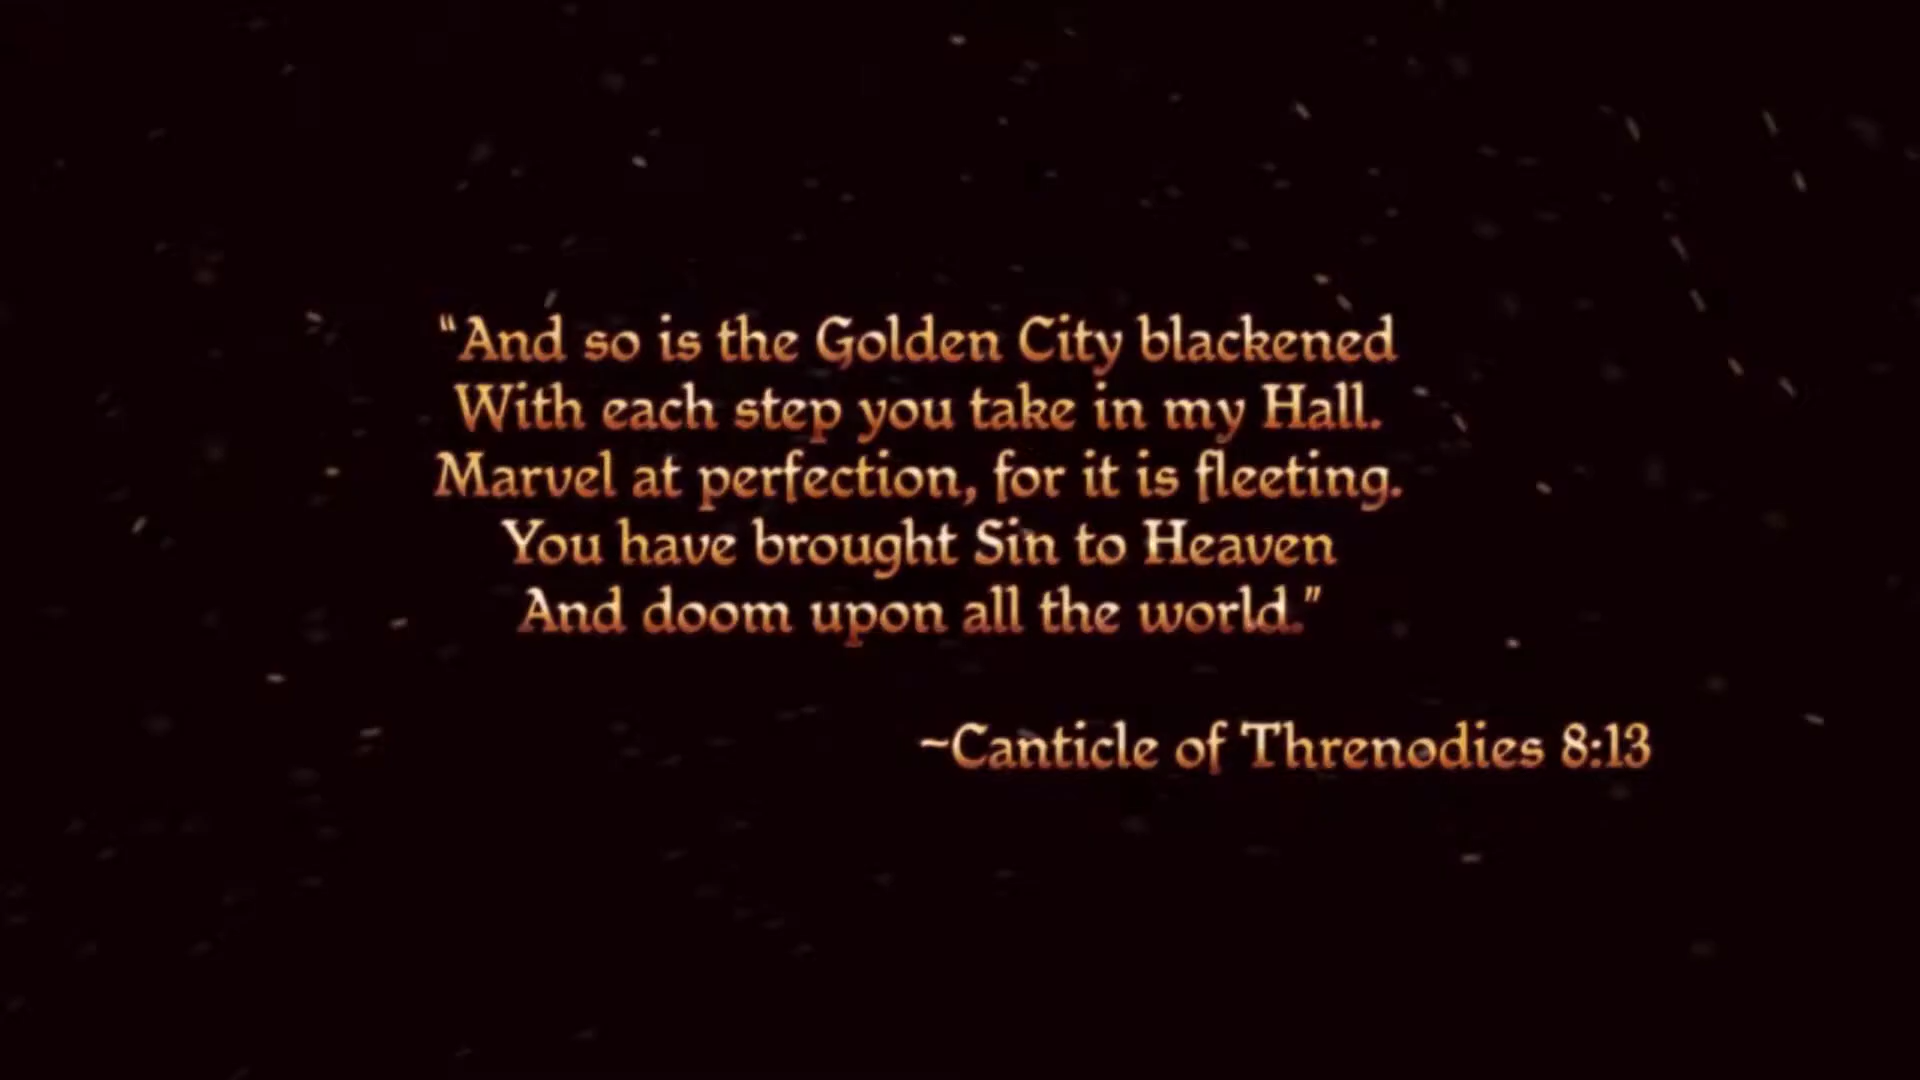 “And so is the Golden City blackened
With each step you take in my Hall.
Marvel at perfection, for it is fleeting.
You have brought Sin to Heaven
And doom upon all the world.”
~Canticle of Threnodies 8:13